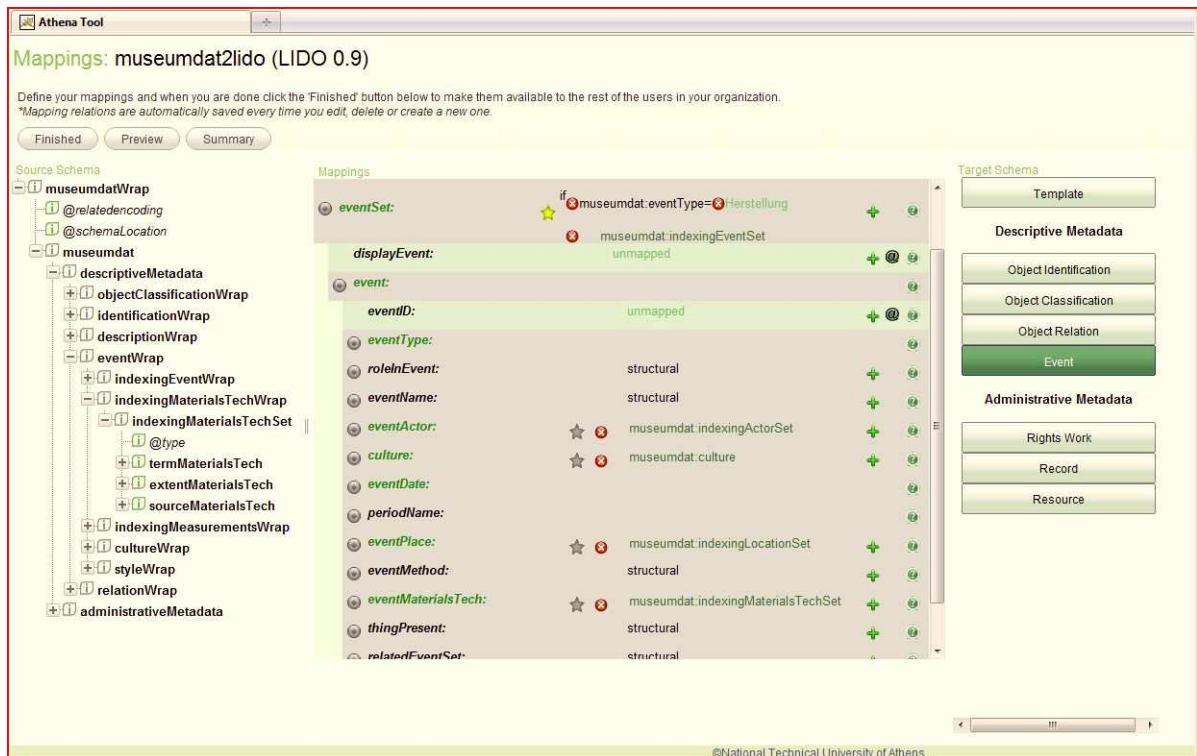 Athena Tool
Mappings: museumdat2lido (LIDO 0.9)
Define your mappings and when you are done click the 'Finished' button below to make them available to the rest of the users in your organization.
*Mapping relations are automatically saved every time you edit, delete or create a new one.
Finished Preview Summary
Source Schema
museumdatWrap
@relatedencoding
@schemaLocation
museumdat
descriptiveMetadata
objectClassificationWrap
identificationWrap
descriptionWrap
eventWrap
indexingEventWrap
indexingMaterialsTechWrap
indexingMaterialsTechSet
@type
termMaterialsTech
extentMaterialsTech
sourceMaterialsTech
indexingMeasurementsWrap
cultureWrap
styleWrap
relationWrap
administrativeMetadata
Mappings
if
eventSet: museumdat:eventType= Herstellung
museumdat:indexingEventSet
displayEvent: unmapped @
event:
eventID: unmapped @
eventType:
roleInEvent: structural
eventName: structural
eventActor: museumdat:indexingActorSet
culture: museumdat:culture
eventDate:
periodName:
eventPlace: museumdat:indexingLocationSet
eventMethod: structural
eventMaterialsTech: museumdat:indexingMaterialsTechSet
thingPresent: structural
relatedEventSet: structural
Target Schema
Template
Descriptive Metadata
Object Identification
Object Classification
Object Relation
Event
Administrative Metadata
Rights Work
Record
Resource
©National Technical University of Athens